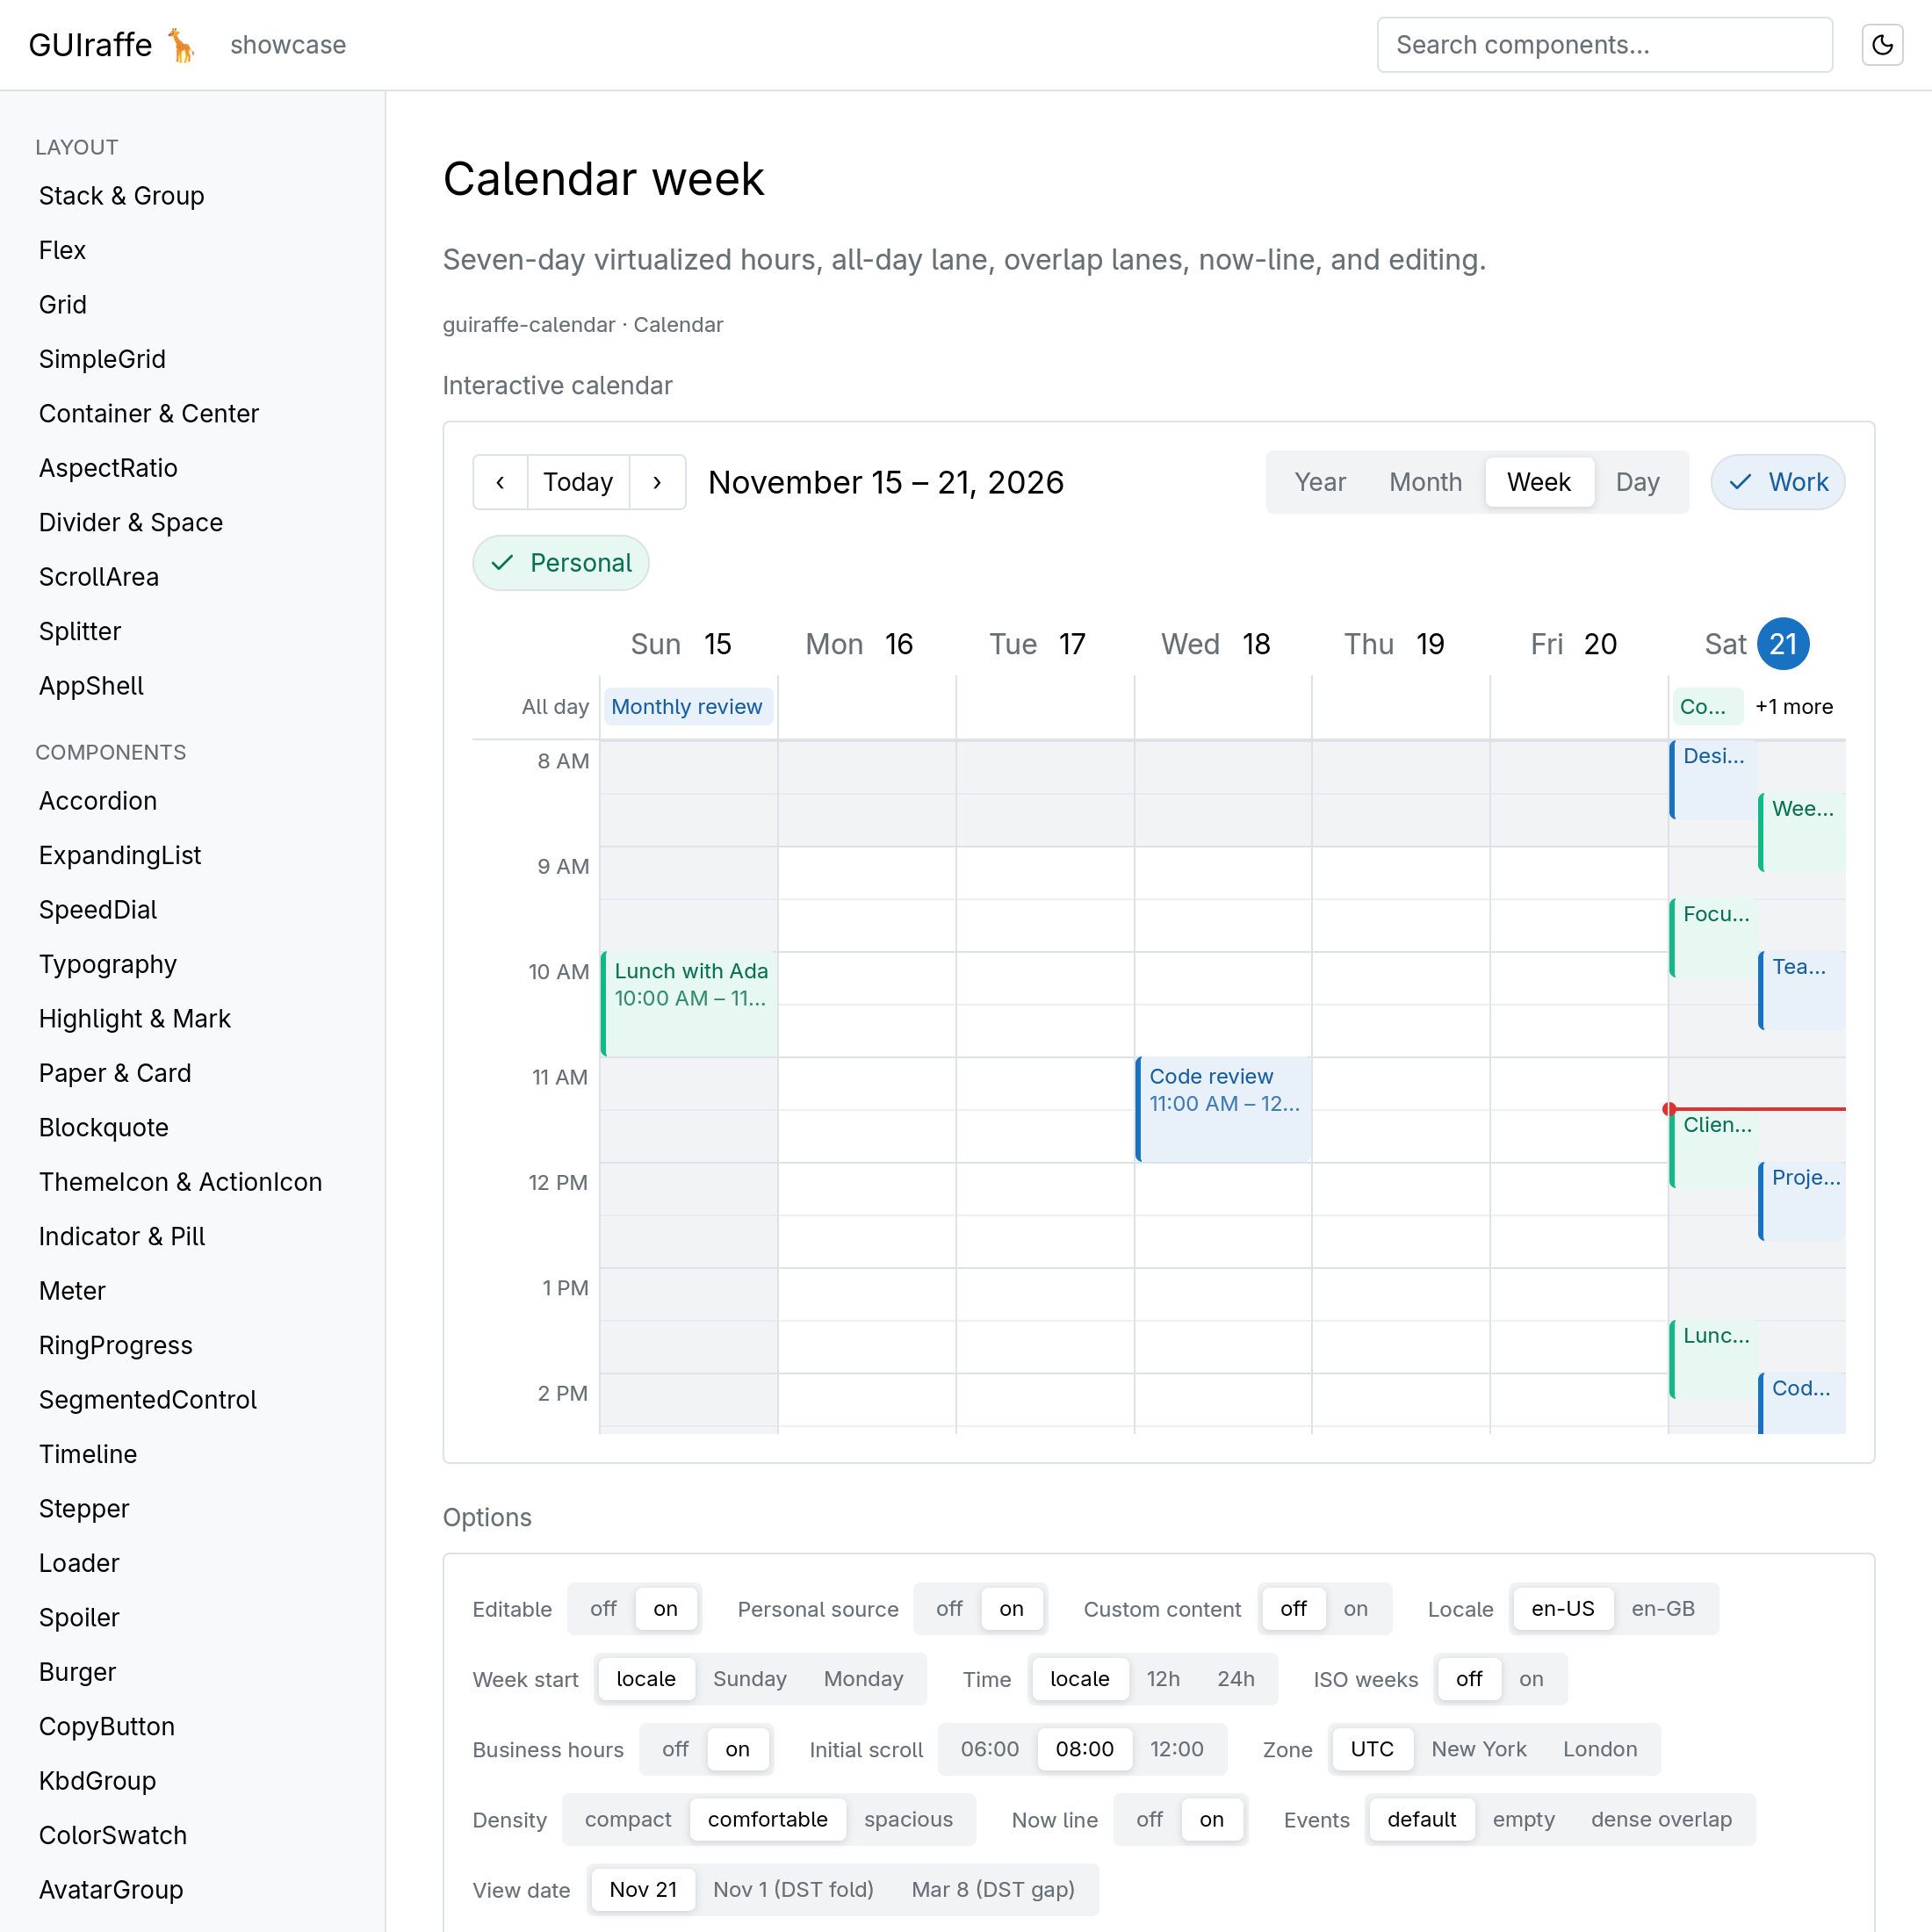 GUIraffe 🦒 showcase
Search components...
LAYOUT
Stack & Group
Flex
Grid
SimpleGrid
Container & Center
AspectRatio
Divider & Space
ScrollArea
Splitter
AppShell
COMPONENTS
Accordion
ExpandingList
SpeedDial
Typography
Highlight & Mark
Paper & Card
Blockquote
ThemeIcon & ActionIcon
Indicator & Pill
Meter
RingProgress
SegmentedControl
Timeline
Stepper
Loader
Spoiler
Burger
CopyButton
KbdGroup
ColorSwatch
AvatarGroup
Calendar week
Seven-day virtualized hours, all-day lane, overlap lanes, now-line, and editing.
guiraffe-calendar · Calendar
Interactive calendar
‹ Today › November 15 – 21, 2026 Year Month Week Day Work
Personal
Sun 15 Mon 16 Tue 17 Wed 18 Thu 19 Fri 20 Sat 21
All day Monthly review Co... +1 more
8 AM Desi...
Wee...
9 AM
Focu...
10 AM Lunch with Ada Tea...
10:00 AM – 11...
11 AM Code review
11:00 AM – 12...
Clien...
12 PM Proje...
1 PM
Lunc...
2 PM Cod...
Options
Editable off on Personal source off on Custom content off on Locale en-US en-GB
Week start locale Sunday Monday Time locale 12h 24h ISO weeks off on
Business hours off on Initial scroll 06:00 08:00 12:00 Zone UTC New York London
Density compact comfortable spacious Now line off on Events default empty dense overlap
View date Nov 21 Nov 1 (DST fold) Mar 8 (DST gap)